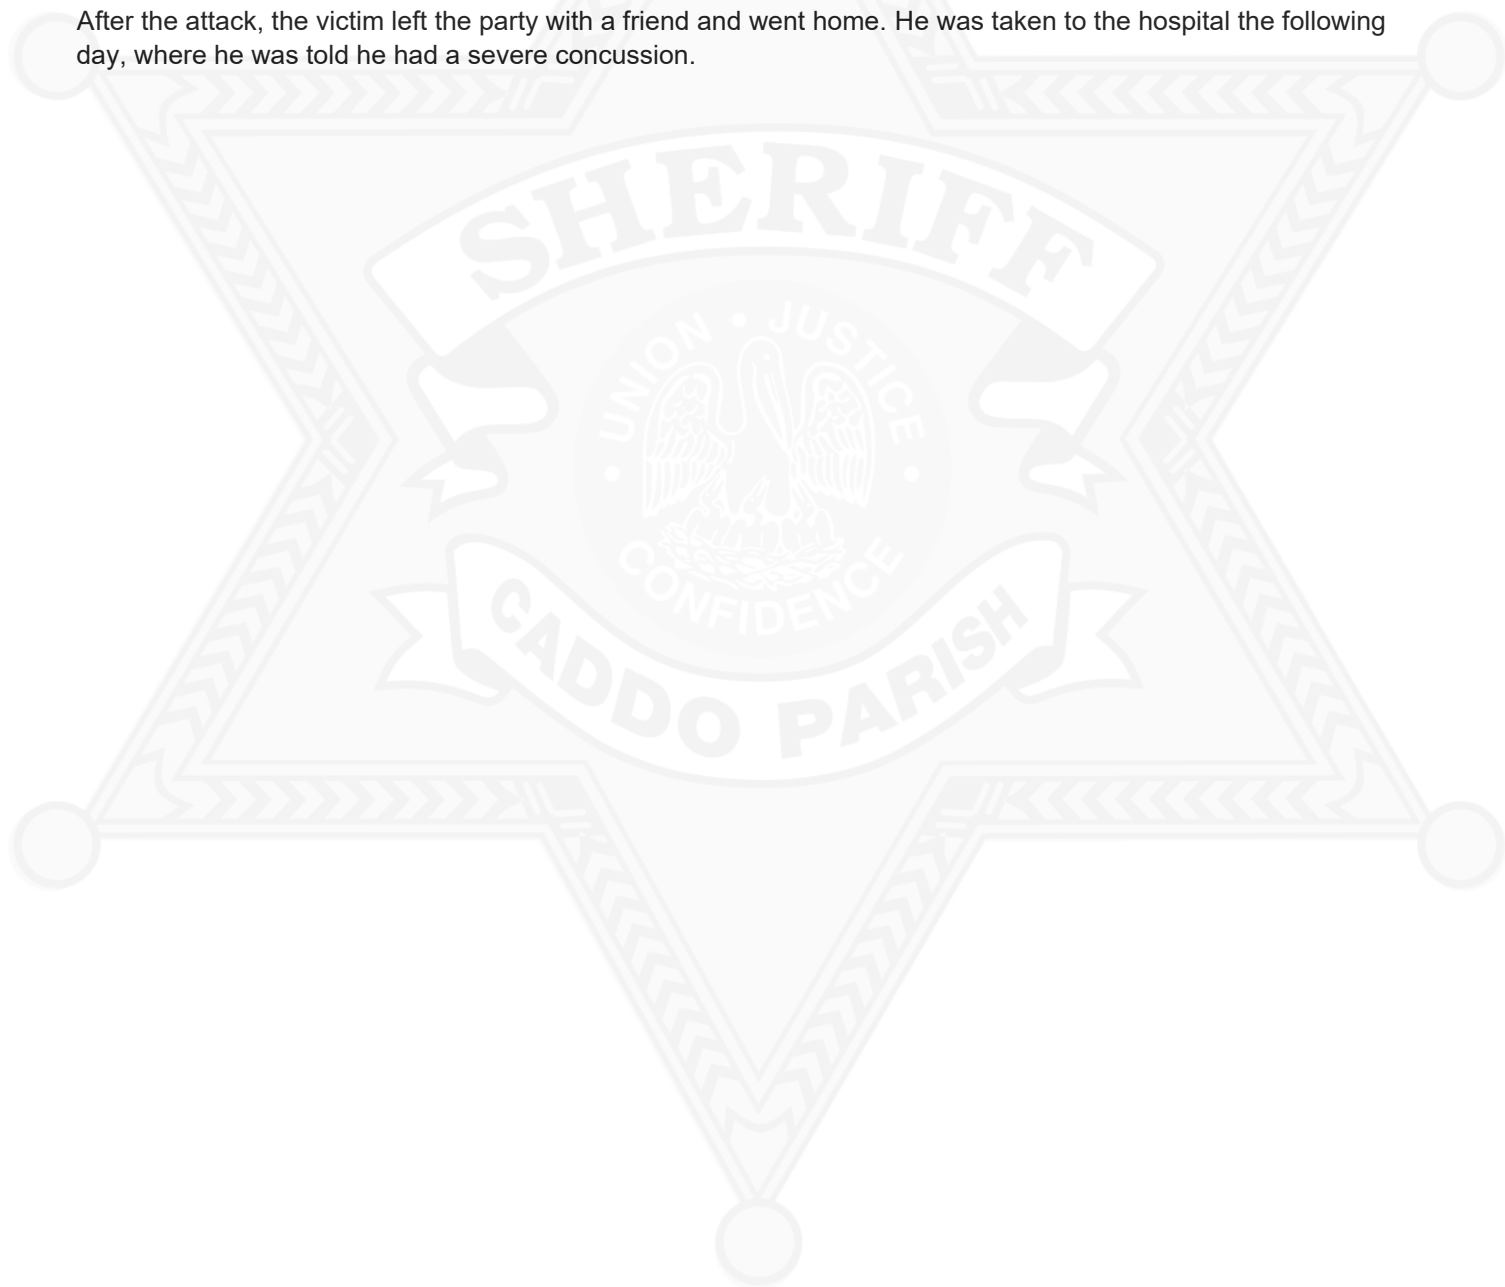 After the attack, the victim left the party with a friend and went home. He was taken to the hospital the following
day, where he was told he had a severe concussion.
SHERIFF
UNION • JUSTICE
CONFIDENCE
CADDO PARISH